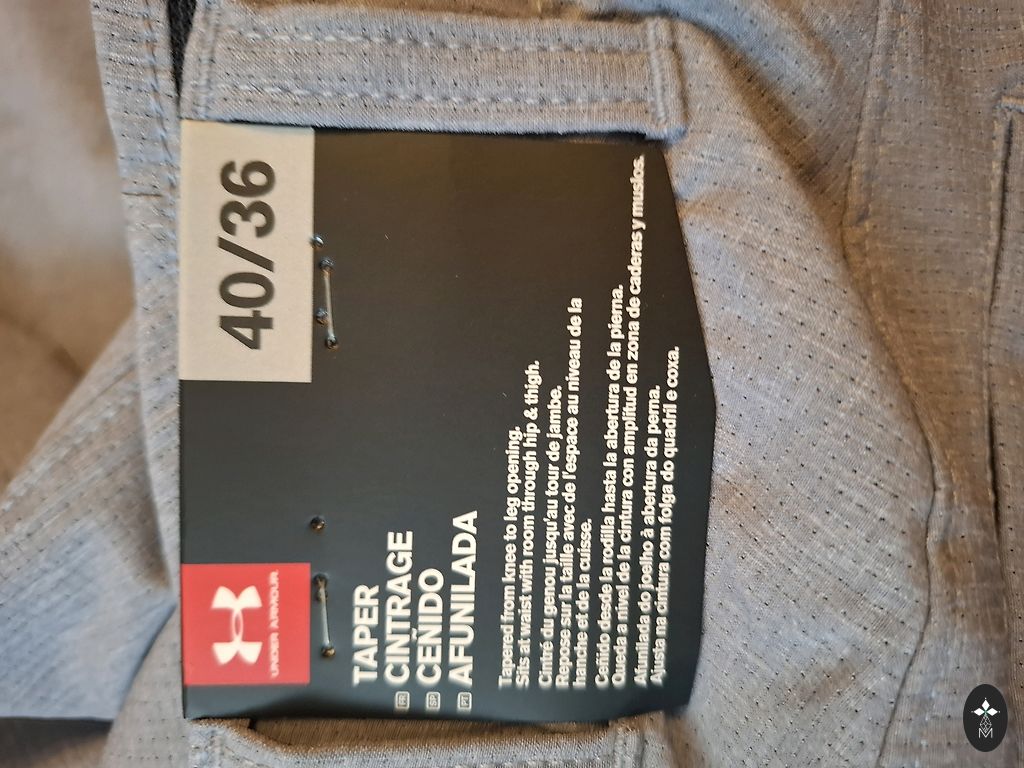 UNDER ARMOUR.
40/36
TAPER
FR CINTRAGE
SP CEÑIDO
PT AFUNILADA
Tapered from knee to leg opening.
Sits at waist with room through hip & thigh.
Cintré du genou jusqu'au tour de jambe.
Repose sur la taille avec de l'espace au niveau de la
hanche et de la cuisse.
Ceñido desde la rodilla hasta la abertura de la pierna.
Queda a nivel de la cintura con amplitud en zona de caderas y muslos.
Afunilada do joelho à abertura da perna.
Ajusta na cintura com folga do quadril e coxa.
M